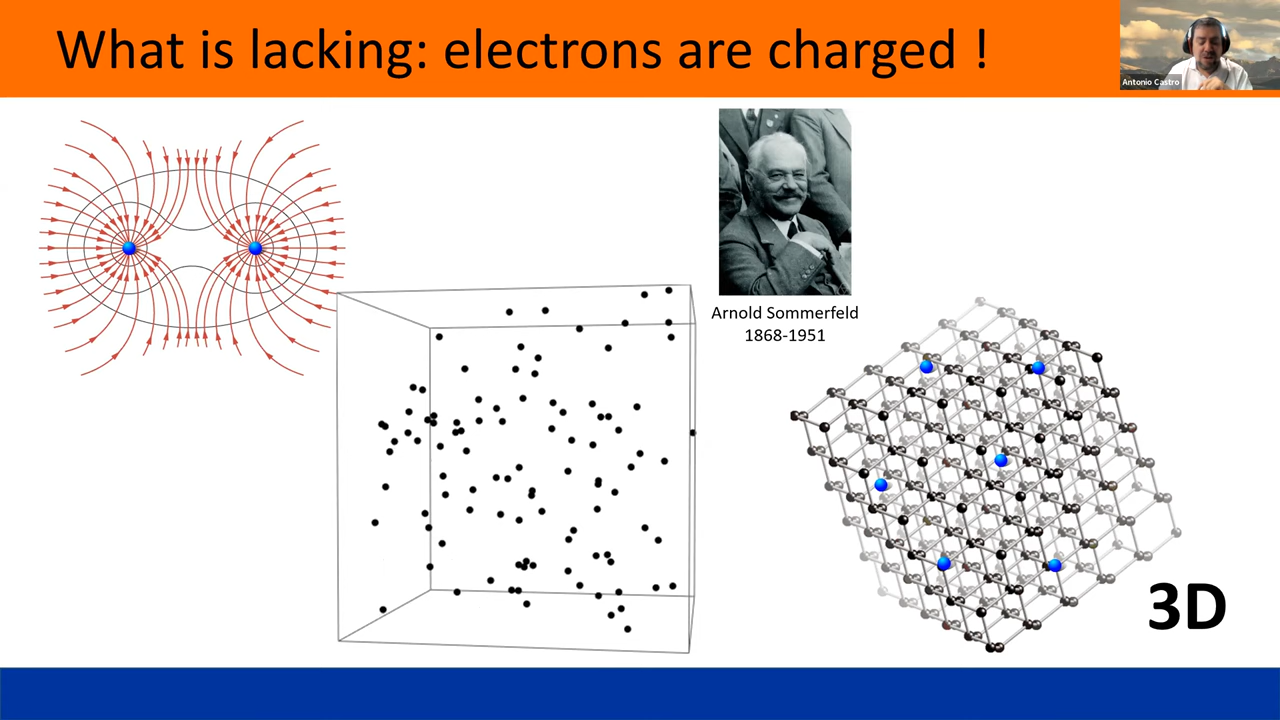 What is lacking: electrons are charged !
Antonio Castro
Arnold Sommerfeld
1868-1951
3D